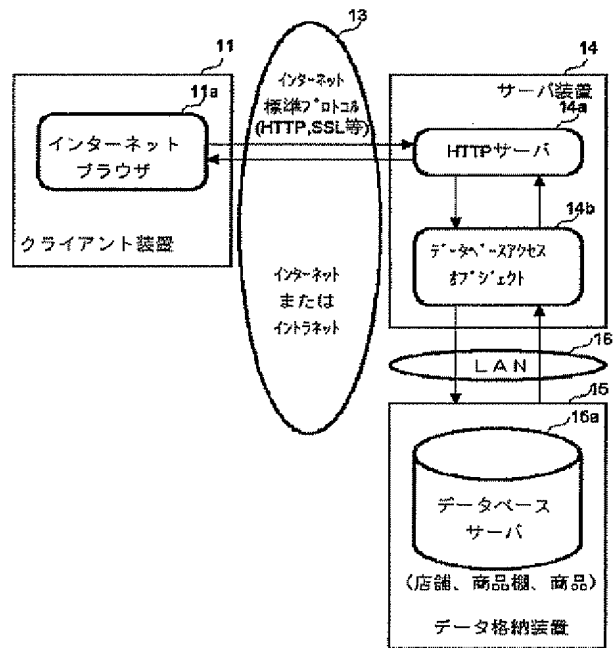 11
11a
インターネット
ブラウザ
クライアント装置
13
インターネット
標準プロトコル
(HTTP,SSL等)
インターネット
または
イントラネット
14
サーバ装置
14a
HTTPサーバ
14b
データベースアクセス
オブジェクト
16
LAN
15
15a
データベース
サーバ
(店舗、商品棚、商品)
データ格納装置